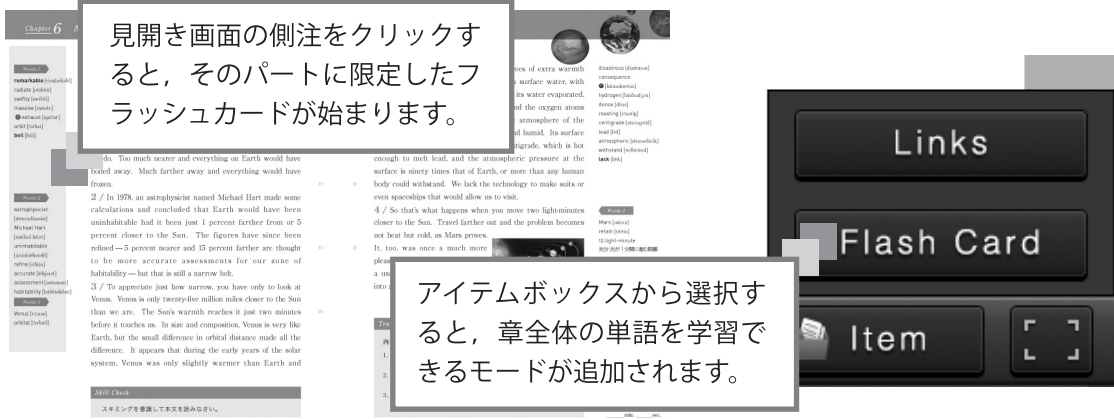 Chapter 6
見開き画面の側注をクリックす
ると，そのパートに限定したフ
ラッシュカードが始まります。
remarkable
radiate
swiftly
massive
exhaust
orbit
boil
do. Too much nearer and everything on Earth would have
boiled away. Much farther away and everything would have
frozen.
2 / In 1978, an astrophysicist named Michael Hart made some
calculations and concluded that Earth would have been
uninhabitable had it been just 1 percent farther from or 5
percent closer to the Sun. The figures have since been
refined — 5 percent nearer and 15 percent farther are thought
to be more accurate assessments for our zone of
habitability — but that is still a narrow belt.
3 / To appreciate just how narrow, you have only to look at
Venus. Venus is only twenty-five million miles closer to the Sun
than we are. The Sun's warmth reaches it just two minutes
before it touches us. In size and composition, Venus is very like
Earth, but the small difference in orbital distance made all the
difference. It appears that during the early years of the solar
system, Venus was only slightly warmer than Earth and
astrophysicist
Michael Hart
uninhabitable
refine
accurate
assessment
habitability
Venus
orbital
Skill Check
スキミングを意識して本文を読みなさい。
ves of extra warmth
surface water, with
its water evaporated,
nd the oxygen atoms
atmosphere of the
nd humid. Its surface
tigrade, which is hot
enough to melt lead, and the atmospheric pressure at the
surface is ninety times that of Earth, or more than any human
body could withstand. We lack the technology to make suits or
even spaceships that would allow us to visit.
4 / So that's what happens when you move two light-minutes
closer to the Sun. Travel farther out and the problem becomes
not heat but cold, as Mars proves.
It, too, was once a much more
pleas
a usa
into a
disastrous
consequence
hydrogen
dense
roasting
centigrade
lead
atmospheric
withstand
lack
Mars
retain
light-minute
アイテムボックスから選択す
ると，章全体の単語を学習で
きるモードが追加されます。
Links
Flash Card
Item